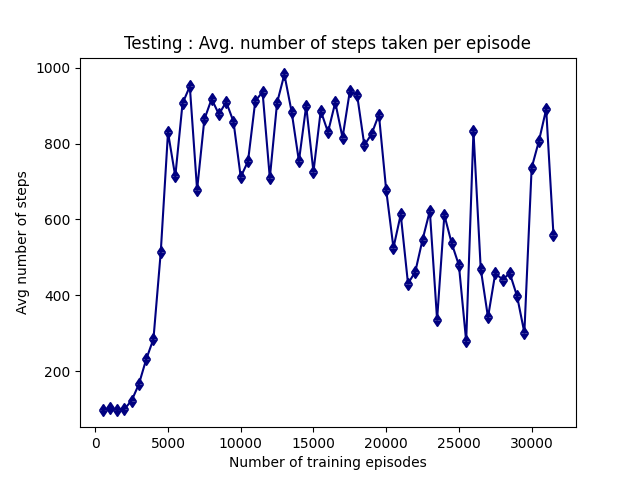 Testing : Avg. number of steps taken per episode
1000
800
600
400
200
Avg number of steps
0 5000 10000 15000 20000 25000 30000
Number of training episodes